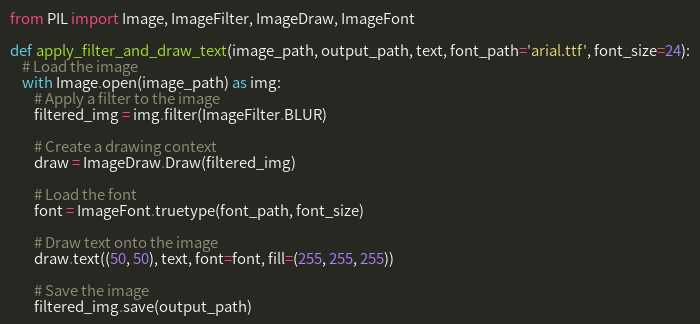 from PIL import Image, ImageFilter, ImageDraw, ImageFont

def apply_filter_and_draw_text(image_path, output_path, text, font_path='arial.ttf', font_size=24):
    # Load the image
    with Image.open(image_path) as img:
        # Apply a filter to the image
        filtered_img = img.filter(ImageFilter.BLUR)

        # Create a drawing context
        draw = ImageDraw.Draw(filtered_img)

        # Load the font
        font = ImageFont.truetype(font_path, font_size)

        # Draw text onto the image
        draw.text((50, 50), text, font=font, fill=(255, 255, 255))

        # Save the image
        filtered_img.save(output_path)